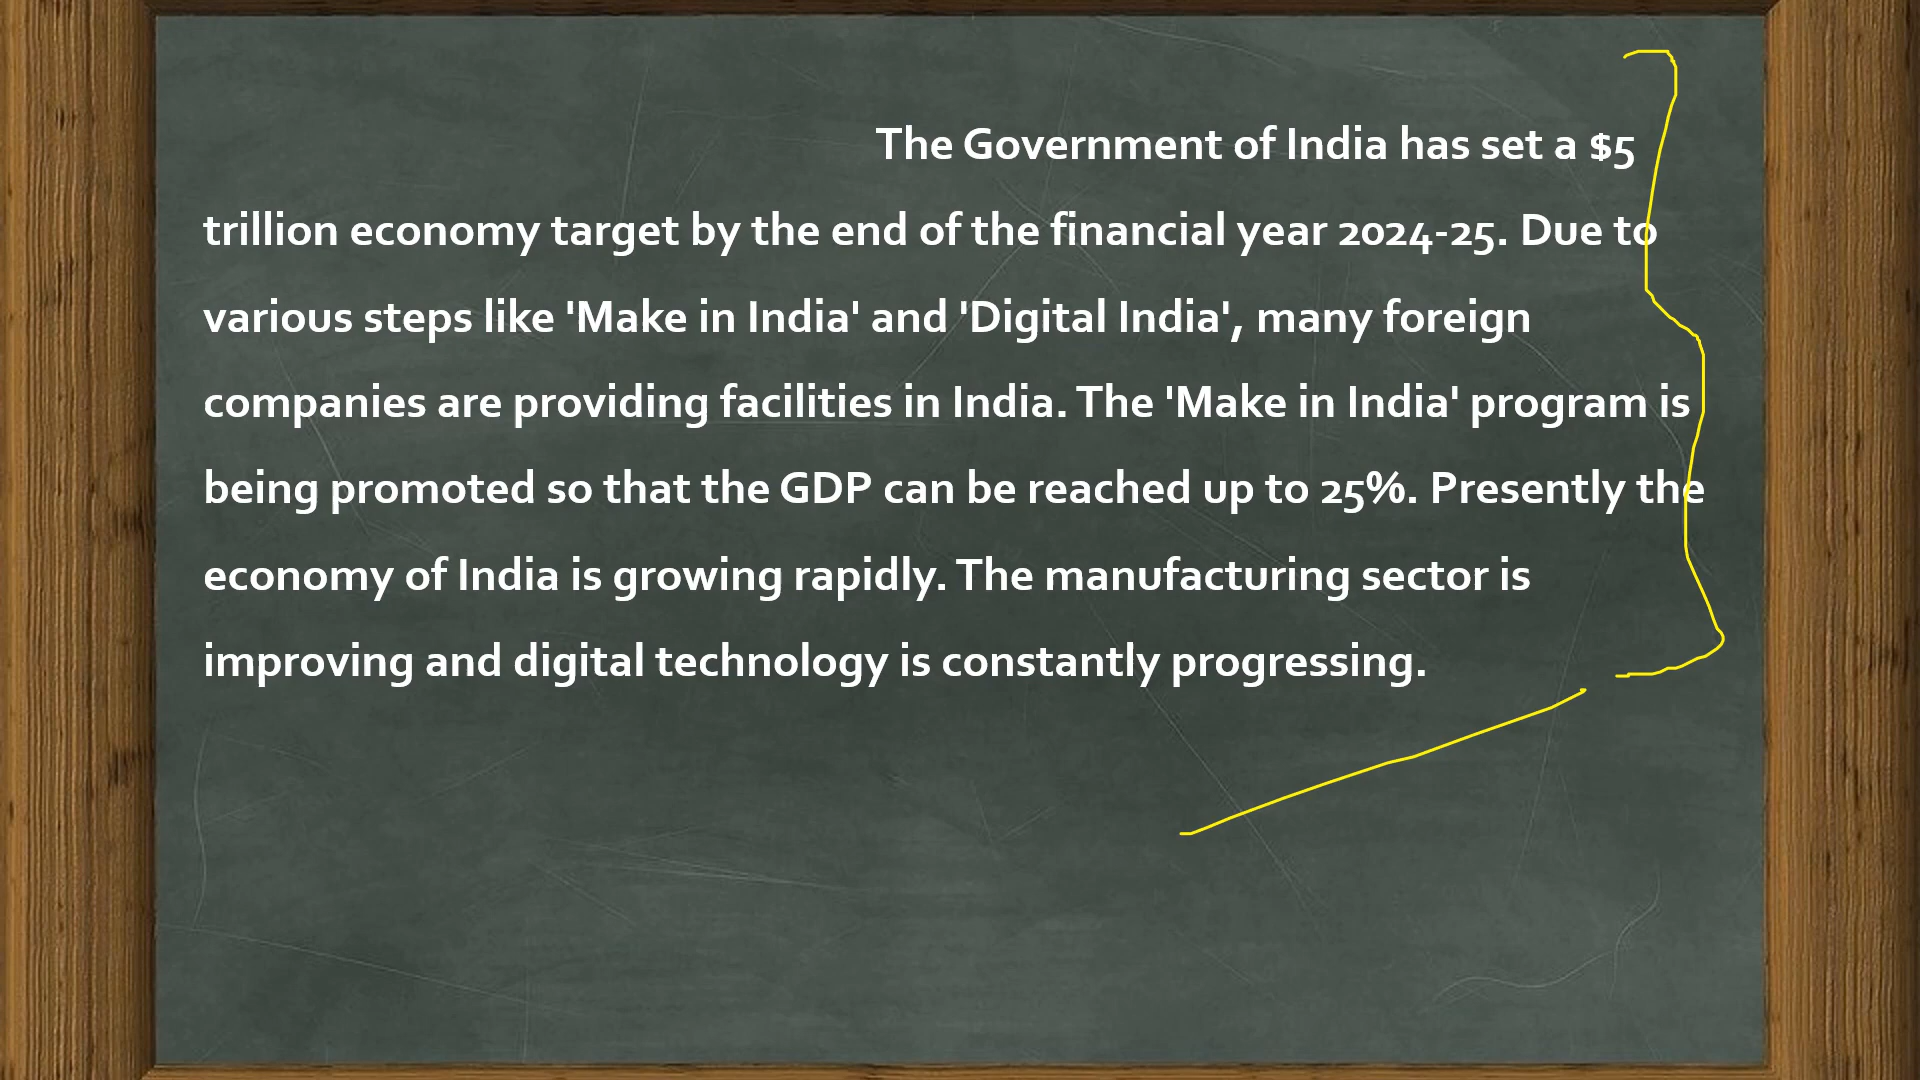 The Government of India has set a $5
trillion economy target by the end of the financial year 2024-25. Due to
various steps like 'Make in India' and 'Digital India', many foreign
companies are providing facilities in India. The 'Make in India' program is
being promoted so that the GDP can be reached up to 25%. Presently the
economy of India is growing rapidly. The manufacturing sector is
improving and digital technology is constantly progressing.